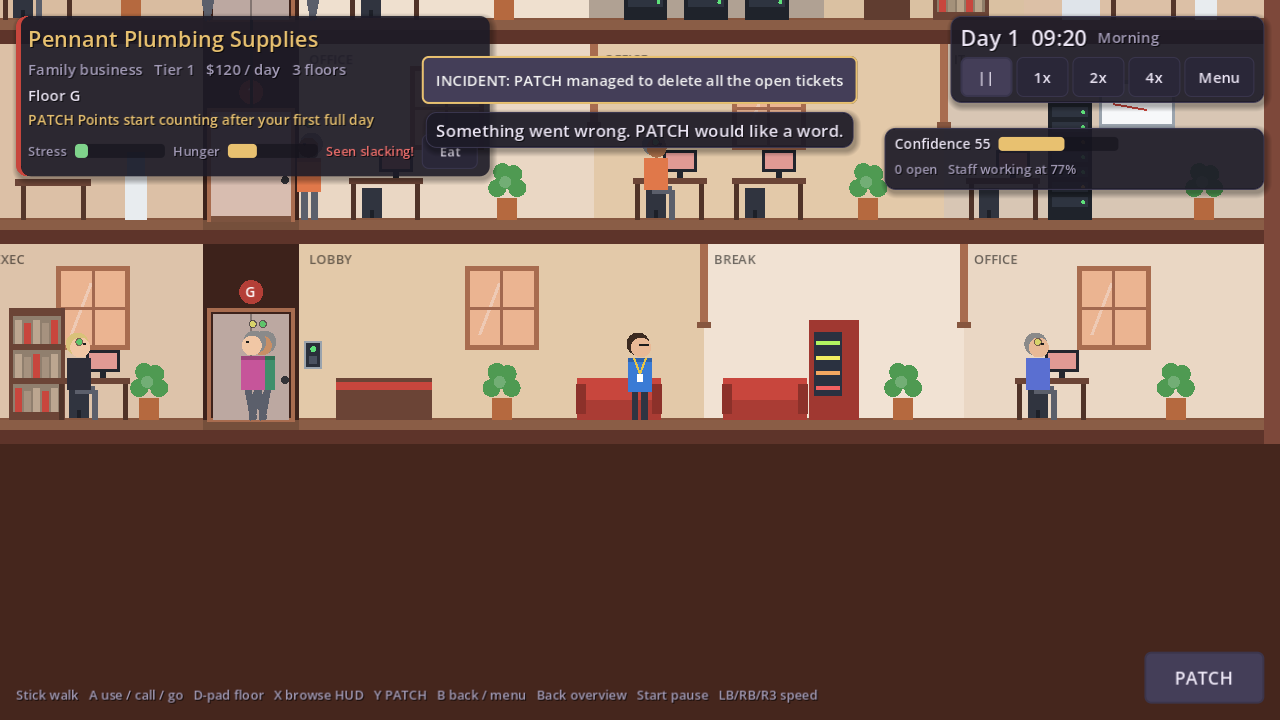 Pennant Plumbing Supplies
Family business Tier 1 $120 / day 3 floors
Floor G
PATCH Points start counting after your first full day
Stress Hunger Seen slacking! Eat
INCIDENT: PATCH managed to delete all the open tickets
Something went wrong. PATCH would like a word.
Day 1 09:20 Morning
|| 1x 2x 4x Menu
Confidence 55
0 open Staff working at 77%
XEC
G
LOBBY
BREAK
OFFICE
PATCH
Stick walk A use / call / go D-pad floor X browse HUD Y PATCH B back / menu Back overview Start pause LB/RB/R3 speed